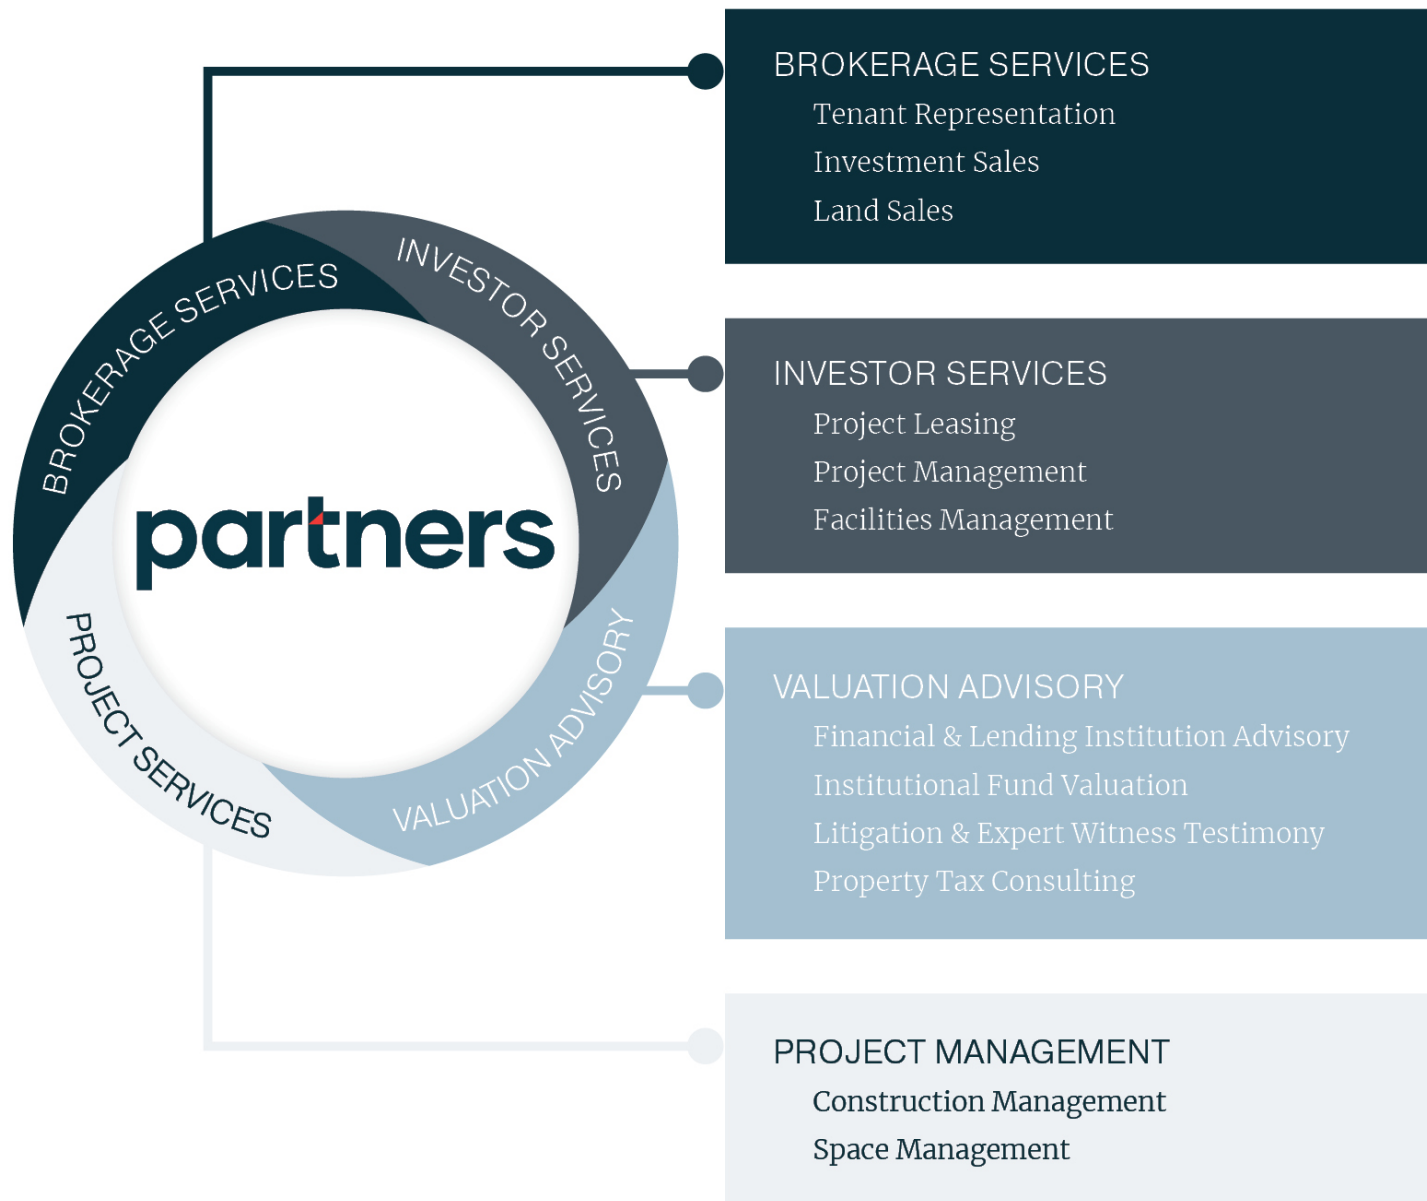 BROKERAGE SERVICES
INVESTOR SERVICES
VALUATION ADVISORY
PROJECT SERVICES
partners
BROKERAGE SERVICES
Tenant Representation
Investment Sales
Land Sales
INVESTOR SERVICES
Project Leasing
Project Management
Facilities Management
VALUATION ADVISORY
Financial & Lending Institution Advisory
Institutional Fund Valuation
Litigation & Expert Witness Testimony
Property Tax Consulting
PROJECT MANAGEMENT
Construction Management
Space Management